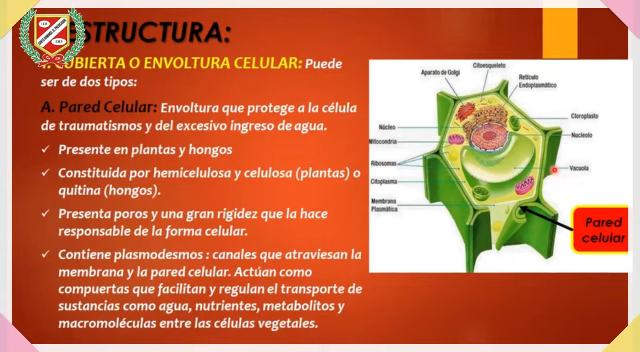 STRUCTURA:
CUBIERTA O ENVOLTURA CELULAR: Puede
ser de dos tipos:
A. Pared Celular: Envoltura que protege a la célula
de traumatismos y del excesivo ingreso de agua.
✓ Presente en plantas y hongos
✓ Constituida por hemicelulosa y celulosa (plantas) o
quitina (hongos).
✓ Presenta poros y una gran rigidez que la hace
responsable de la forma celular.
✓ Contiene plasmodesmos : canales que atraviesan la
membrana y la pared celular. Actúan como
compuertas que facilitan y regulan el transporte de
sustancias como agua, nutrientes, metabolitos y
macromoléculas entre las células vegetales.
Citoesqueleto
Aparato de Golgi
Retículo
Endoplasmático
Cloroplasto
Núcleo
Nucleolo
Mitocondria
Ribosomas
Vacuola
Citoplasma
Membrana
Plasmática
Pared
celular